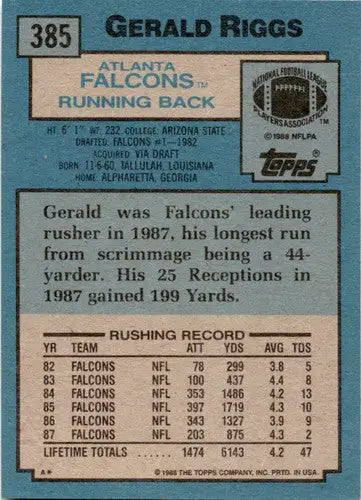 385
GERALD RIGGS
ATLANTA
FALCONS™
RUNNING BACK
NATIONAL FOOTBALL LEAGUE
PLAYERS ASSOCIATION™
©1988 NFLPA
TOPPS
HT. 6' 1" WT. 232 COLLEGE. ARIZONA STATE
DRAFTED. FALCONS #1—1982
ACQUIRED. VIA DRAFT
BORN. 11-6-60, TALLULAH, LOUISIANA
HOME: ALPHARETTA, GEORGIA
Gerald was Falcons' leading
rusher in 1987, his longest run
from scrimmage being a 44-
yarder. His 25 Receptions in
1987 gained 199 Yards.
RUSHING RECORD
YR TEAM ATT YDS AVG TDS
82 FALCONS NFL 78 299 3.8 5
83 FALCONS NFL 100 437 4.4 8
84 FALCONS NFL 353 1486 4.2 13
85 FALCONS NFL 397 1719 4.3 10
86 FALCONS NFL 343 1327 3.9 9
87 FALCONS NFL 203 875 4.3 2
LIFETIME TOTALS ...... 1474 6143 4.2 47
A* ©1988 THE TOPPS COMPANY, INC. PRTD. IN U.S.A.